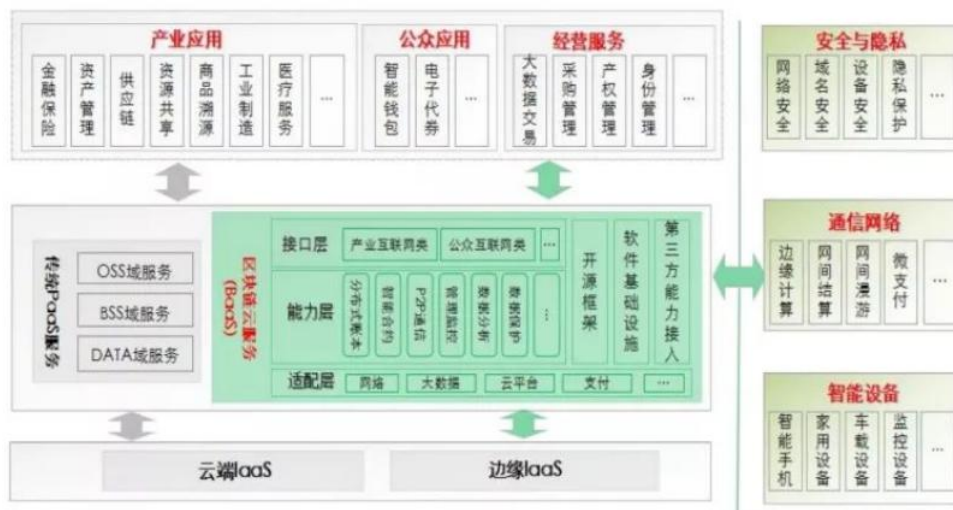 产业应用
金融保险
资产管理
供应链
资源共享
商品溯源
工业制造
医疗服务
...
公众应用
智能钱包
电子代券
...
经营服务
大数据交易
采购管理
产权管理
身份管理
...
传统PaaS服务
OSS域服务
BSS域服务
DATA域服务
区块链云服务
(BaaS)
接口层
产业互联网类
公众互联网类
...
能力层
分布式账本
智能合约
P2P通信
管理监控
数据分析
数据保护
...
适配层
网络
大数据
云平台
支付
...
开源框架
软件基础设施
第三方能力接入
云端IaaS
边缘IaaS
安全与隐私
网络安全
域名安全
设备安全
隐私保护
...
通信网络
边缘计算
网间结算
网间漫游
微支付
...
智能设备
智能手机
家用设备
车载设备
监控设备
...